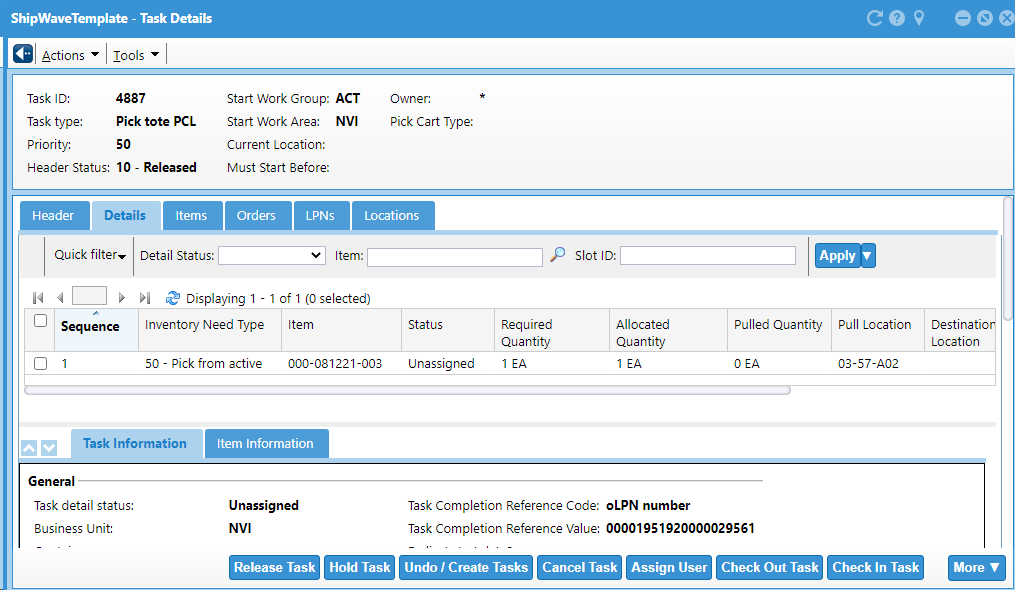 ShipWaveTemplate - Task Details
Actions Tools
Task ID: 4887 Start Work Group: ACT Owner: *
Task type: Pick tote PCL Start Work Area: NVI Pick Cart Type:
Priority: 50 Current Location:
Header Status: 10 - Released Must Start Before:
Header Details Items Orders LPNs Locations
Quick filter Detail Status: Item: Slot ID: Apply
Displaying 1 - 1 of 1 (0 selected)
Sequence Inventory Need Type Item Status Required Quantity Allocated Quantity Pulled Quantity Pull Location Destination Location
1 50 - Pick from active 000-081221-003 Unassigned 1 EA 1 EA 0 EA 03-57-A02
Task Information Item Information
General
Task detail status: Unassigned Task Completion Reference Code: oLPN number
Business Unit: NVI Task Completion Reference Value: 00001951920000029561
Release Task Hold Task Undo / Create Tasks Cancel Task Assign User Check Out Task Check In Task More